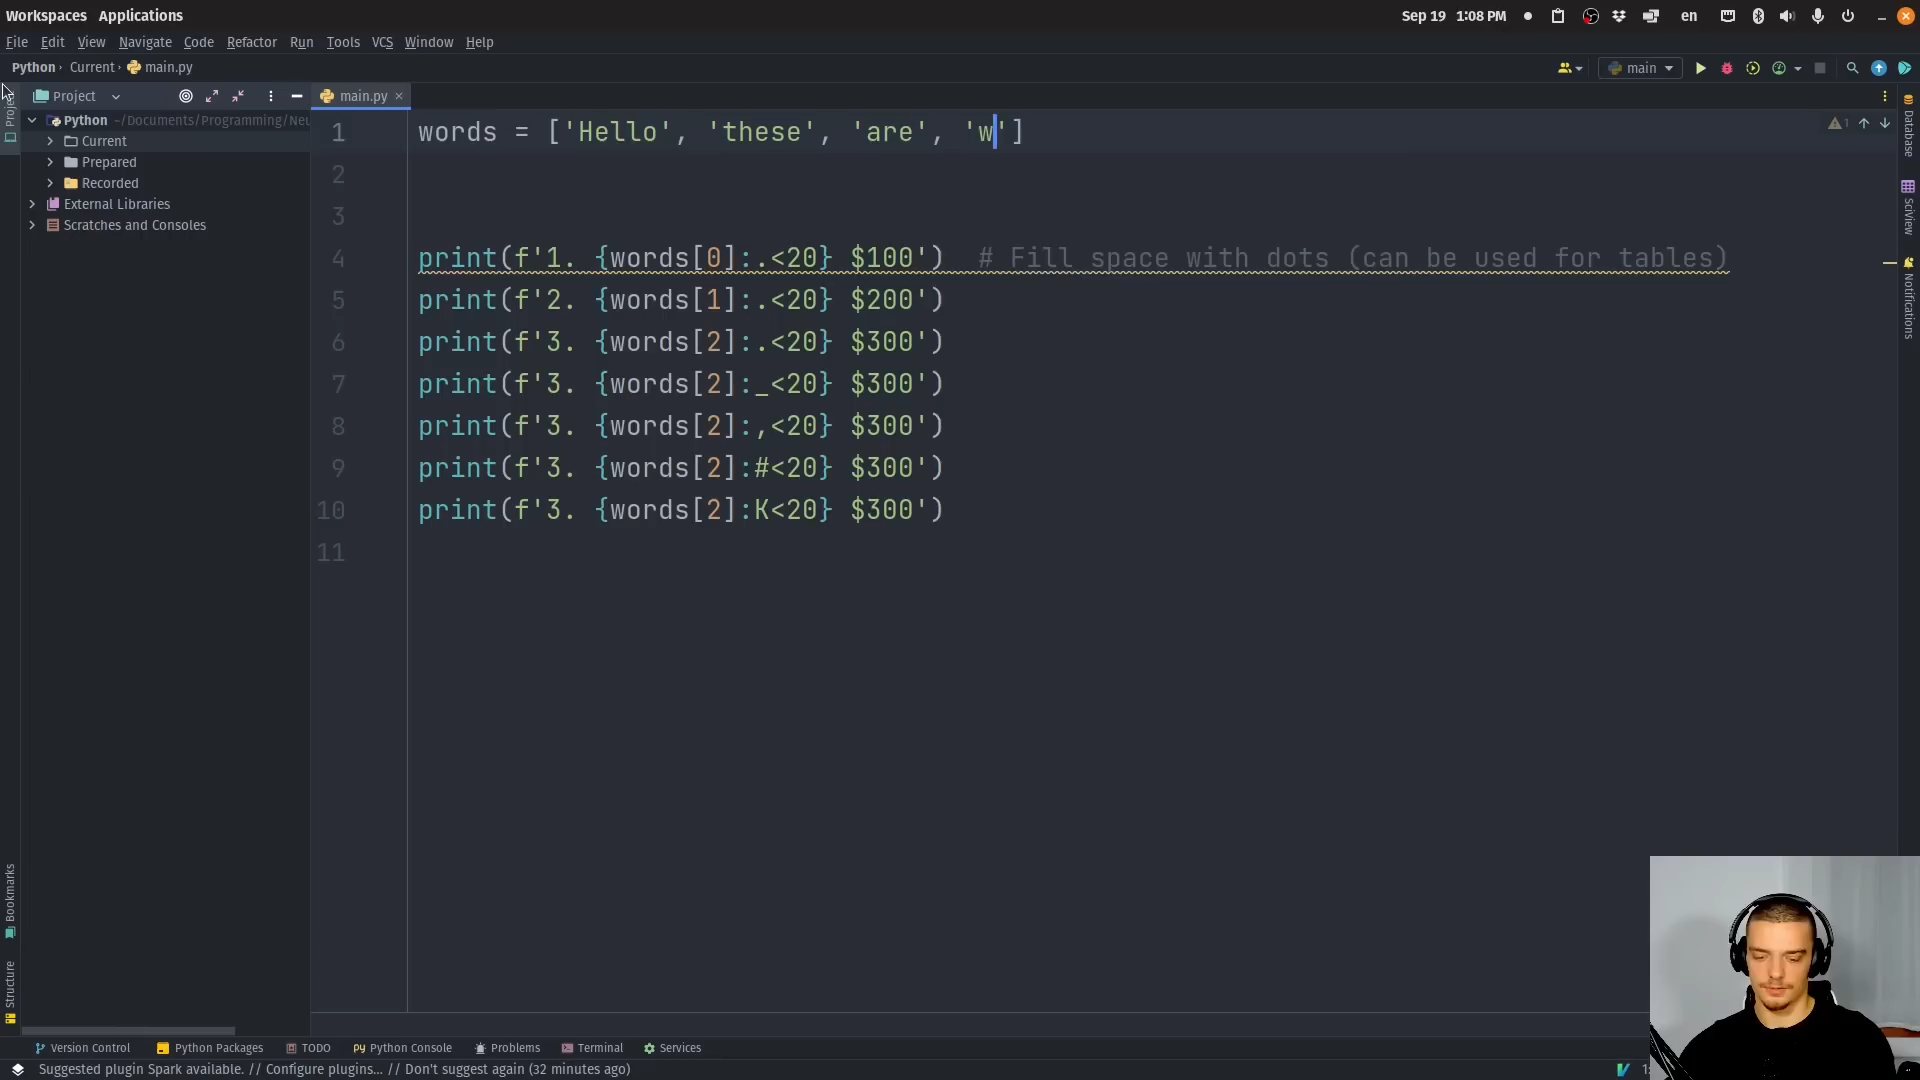 Workspaces Applications
Sep 19 1:08 PM en
File Edit View Navigate Code Refactor Run Tools VCS Window Help
Python Current main.py main
Project main.py
Python ~/Documents/Programming/Neu
Current
Prepared
Recorded
External Libraries
Scratches and Consoles
Project
Bookmarks
Structure
1 words = ['Hello', 'these', 'are', 'w']
2
3
4 print(f'1. {words[0]:.<20} $100') # Fill space with dots (can be used for tables)
5 print(f'2. {words[1]:.<20} $200')
6 print(f'3. {words[2]:.<20} $300')
7 print(f'3. {words[2]:_<20} $300')
8 print(f'3. {words[2]:,<20} $300')
9 print(f'3. {words[2]:#<20} $300')
10 print(f'3. {words[2]:K<20} $300')
11
1
Database
SciView
Notifications
Version Control Python Packages TODO Python Console Problems Terminal Services
Suggested plugin Spark available. // Configure plugins... // Don't suggest again (32 minutes ago)